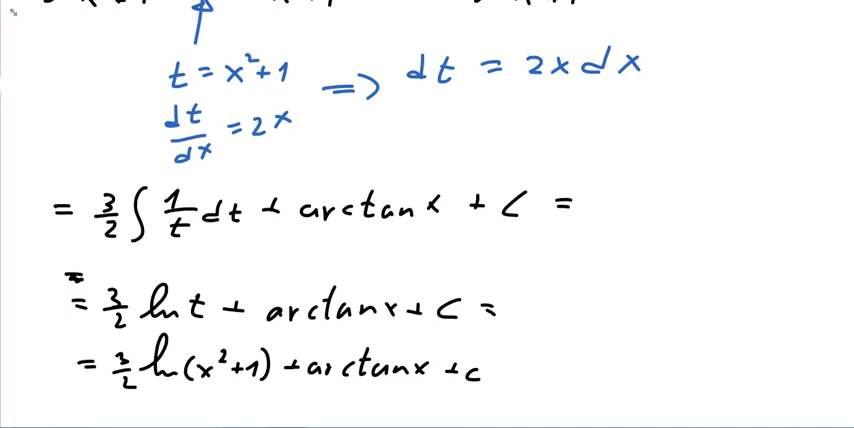 t = x²+1 => dt = 2x dx
dt/dx = 2x
= 3/2 ∫ 1/t dt + arctan x + C =
= 3/2 ln t + arctan x + C =
= 3/2 ln(x²+1) + arctan x + C